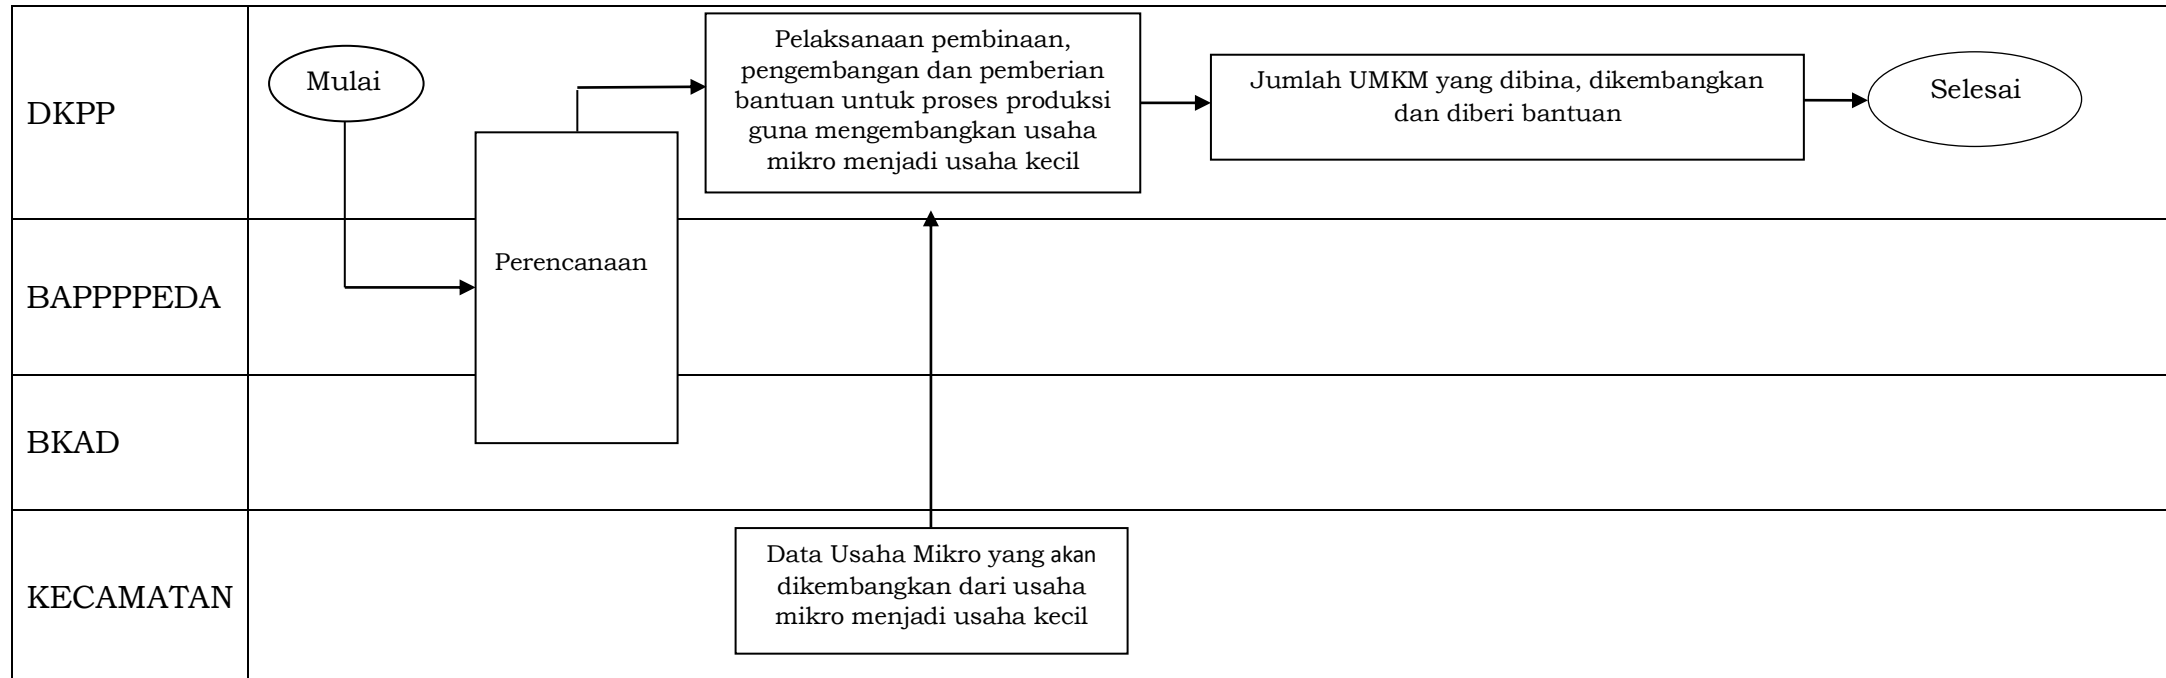 DKPP
Mulai
Pelaksanaan pembinaan,
pengembangan dan pemberian
bantuan untuk proses produksi
guna mengembangkan usaha
mikro menjadi usaha kecil
Jumlah UMKM yang dibina, dikembangkan
dan diberi bantuan
Selesai
BAPPPPEDA
Perencanaan
BKAD
KECAMATAN
Data Usaha Mikro yang akan
dikembangkan dari usaha
mikro menjadi usaha kecil